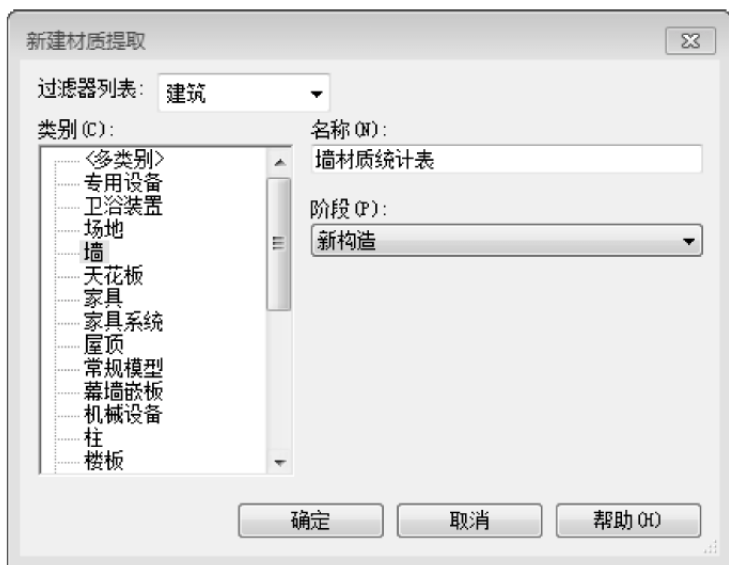 新建材质提取
过滤器列表: 建筑
类别(C):
<多类别>
专用设备
卫浴装置
场地
墙
天花板
家具
家具系统
屋顶
常规模型
幕墙嵌板
机械设备
柱
楼板
名称(N):
墙材质统计表
阶段(P):
新构造
确定 取消 帮助(H)